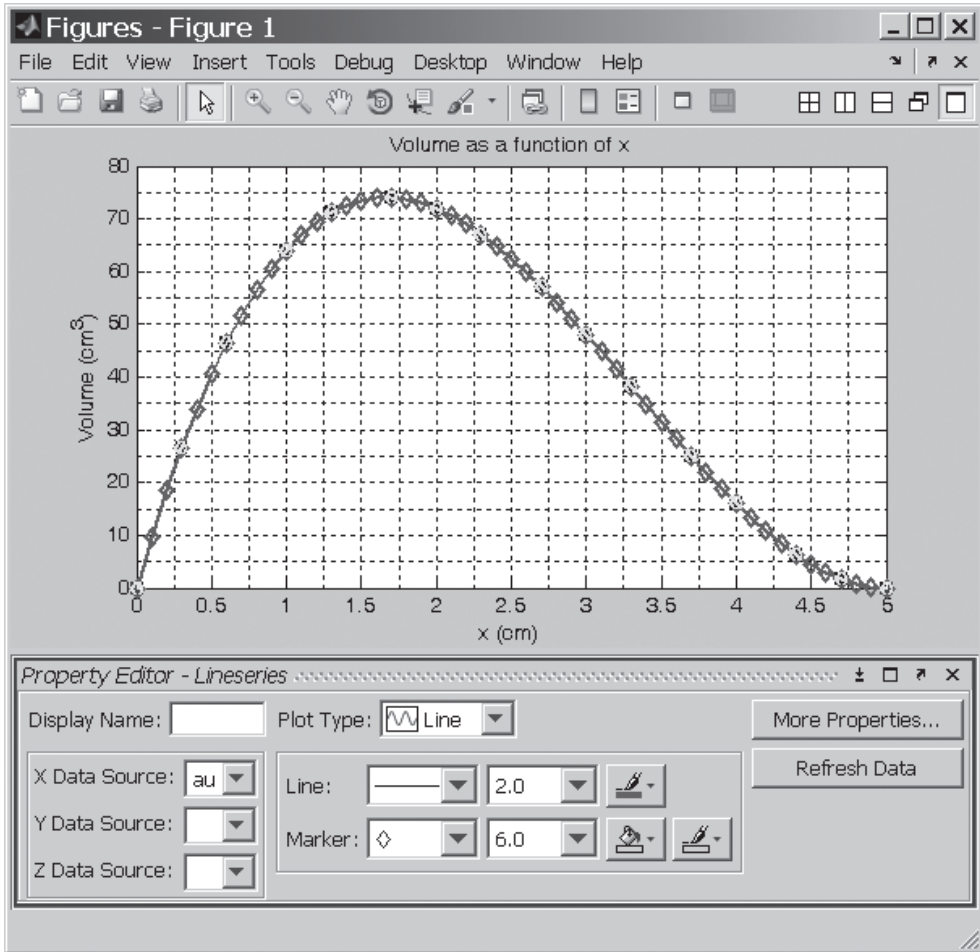 Figures - Figure 1
File Edit View Insert Tools Debug Desktop Window Help
Volume as a function of x
80
70
60
50
40
30
20
10
0
Volume (cm³)
0 0.5 1 1.5 2 2.5 3 3.5 4 4.5 5
x (cm)
Property Editor - Lineseries
Display Name: Plot Type: Line More Properties...
X Data Source: au Line: 2.0 Refresh Data
Y Data Source: Marker: 6.0
Z Data Source: